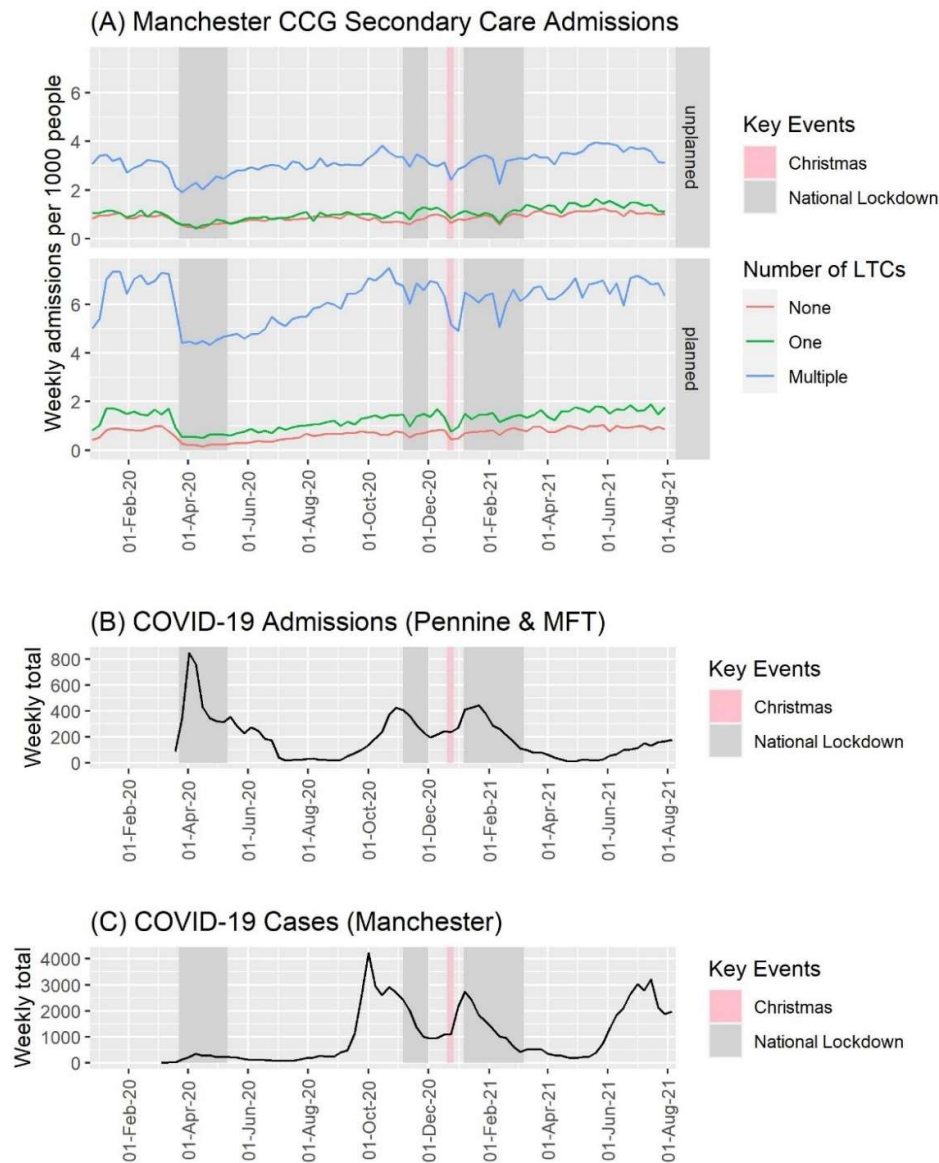 (A) Manchester CCG Secondary Care Admissions
Weekly admissions per 1000 people
6
4
2
0
unplanned
6
4
2
0
planned
01-Feb-20
01-Apr-20
01-Jun-20
01-Aug-20
01-Oct-20
01-Dec-20
01-Feb-21
01-Apr-21
01-Jun-21
01-Aug-21
Key Events
Christmas
National Lockdown
Number of LTCs
None
One
Multiple
(B) COVID-19 Admissions (Pennine & MFT)
Weekly total
800
600
400
200
0
01-Feb-20
01-Apr-20
01-Jun-20
01-Aug-20
01-Oct-20
01-Dec-20
01-Feb-21
01-Apr-21
01-Jun-21
01-Aug-21
Key Events
Christmas
National Lockdown
(C) COVID-19 Cases (Manchester)
Weekly total
4000
3000
2000
1000
0
01-Feb-20
01-Apr-20
01-Jun-20
01-Aug-20
01-Oct-20
01-Dec-20
01-Feb-21
01-Apr-21
01-Jun-21
01-Aug-21
Key Events
Christmas
National Lockdown